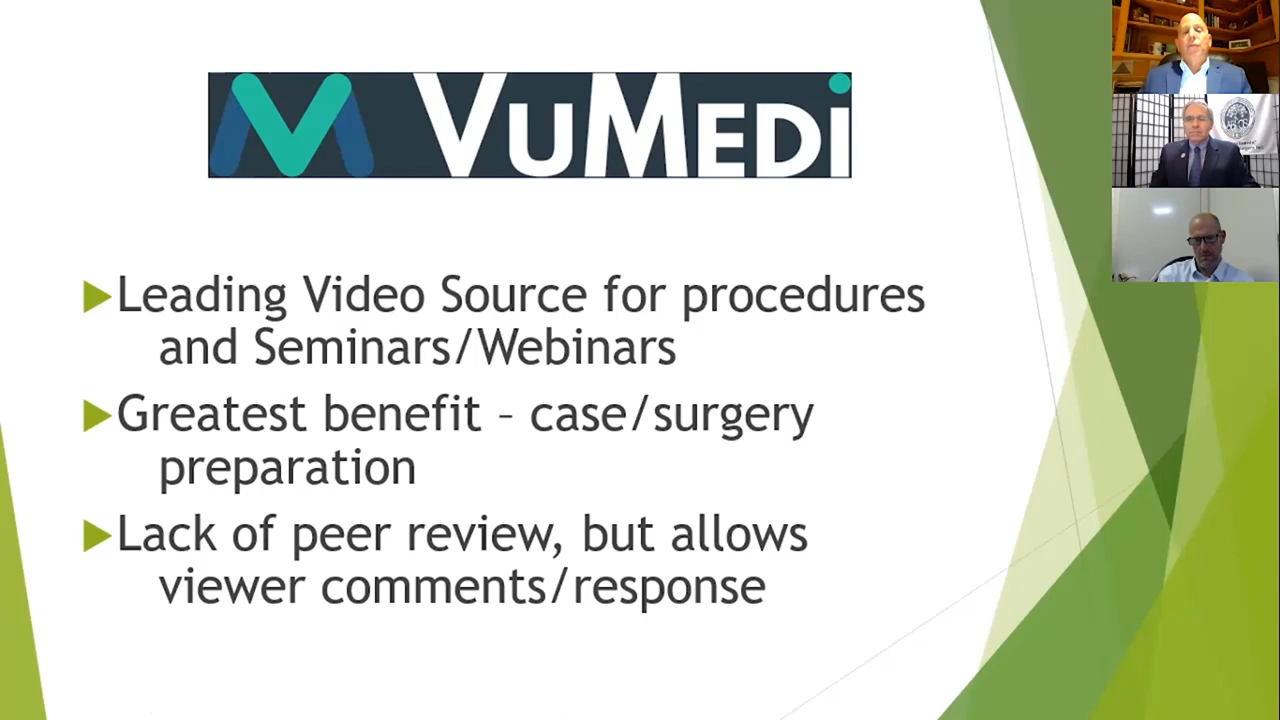 VUMEDI
Leading Video Source for procedures
and Seminars/Webinars
Greatest benefit – case/surgery
preparation
Lack of peer review, but allows
viewer comments/response